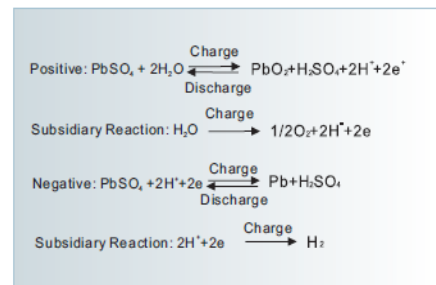 Charge
Positive: PbSO₄ + 2H₂O ⇌ PbO₂+H₂SO₄+2H⁺+2e⁺
Discharge
Charge
Subsidiary Reaction: H₂O ⟶ 1/2O₂+2H⁻+2e
Charge
Negative: PbSO₄ +2H⁺+2e ⇌ Pb+H₂SO₄
Discharge
Charge
Subsidiary Reaction: 2H⁺+2e ⟶ H₂